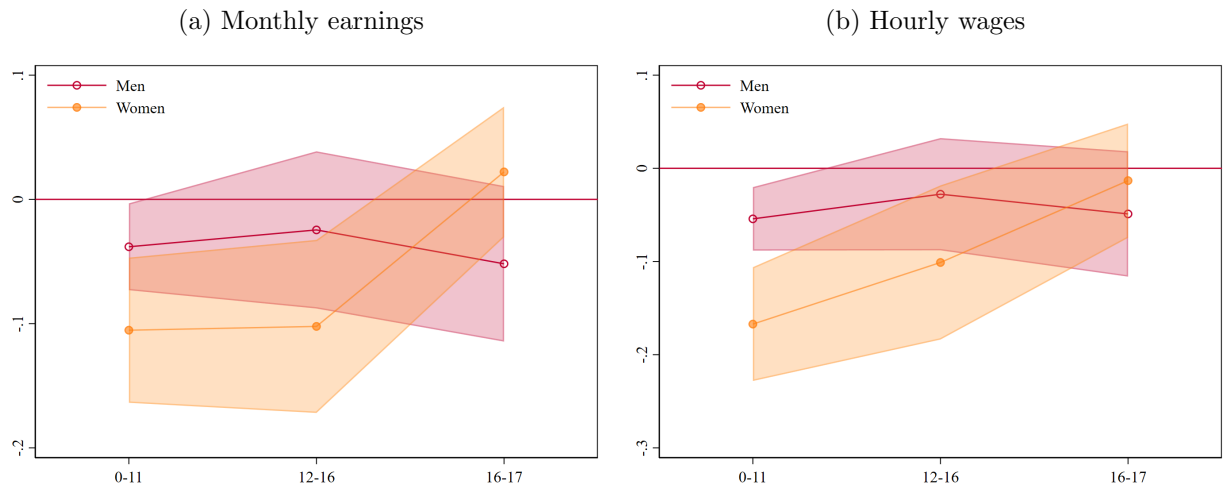 (a) Monthly earnings
Men
Women
.1
0
-.1
-.2
0-11
12-16
16-17
(b) Hourly wages
Men
Women
.1
0
-.1
-.2
-.3
0-11
12-16
16-17